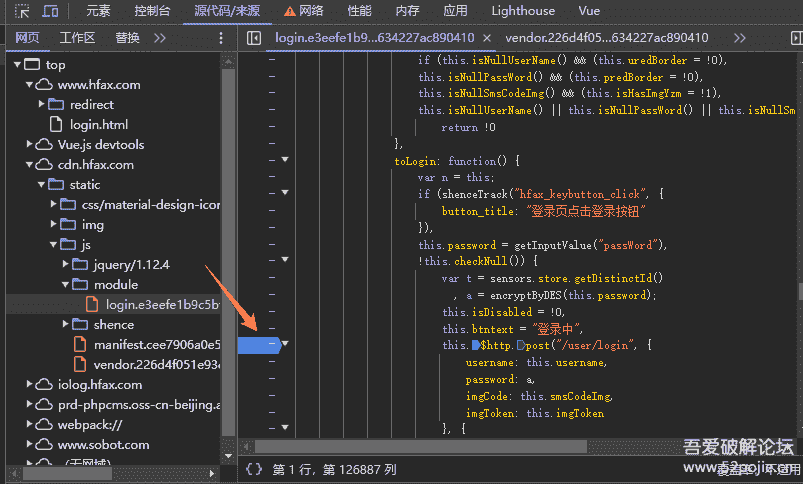 元素 控制台 源代码/来源 网络 性能 内存 应用 Lighthouse Vue
网页 工作区 替换 >> login.e3eefe1b9...634227ac890410 × vendor.226d4f05...634227ac890410 >>
top
www.hfax.com
redirect
login.html
Vue.js devtools
cdn.hfax.com
static
css/material-design-icor
img
js
jquery/1.12.4
module
login.e3eefe1b9c5b
shence
manifest.cee7906a0e5
vendor.226d4f051e93
iolog.hfax.com
prd-phpcms.oss-cn-beijing.a
webpack://
www.sobot.com
(无网域)
if (this.isNullUserName() && (this.uredBorder = !0),
this.isNullPassWord() && (this.predBorder = !0),
this.isNullSmsCodeImg() && (this.isHasImgYzm = !1),
this.isNullUserName() || this.isNullPassWord() || this.isNullSm
return !0
},
toLogin: function() {
var n = this;
if (shenceTrack("hfax_keybutton_click", {
button_title: "登录页点击登录按钮"
}),
this.password = getInputValue("passWord"),
!this.checkNull()) {
var t = sensors.store.getDistinctId()
, a = encryptByDES(this.password);
this.isDisabled = !0,
this.btntext = "登录中",
this.$http.post("/user/login", {
username: this.username,
password: a,
imgCode: this.smsCodeImg,
imgToken: this.imgToken
}, {
{} 第 1 行，第 126887 列
吾爱破解论坛
www.52pojie.cn